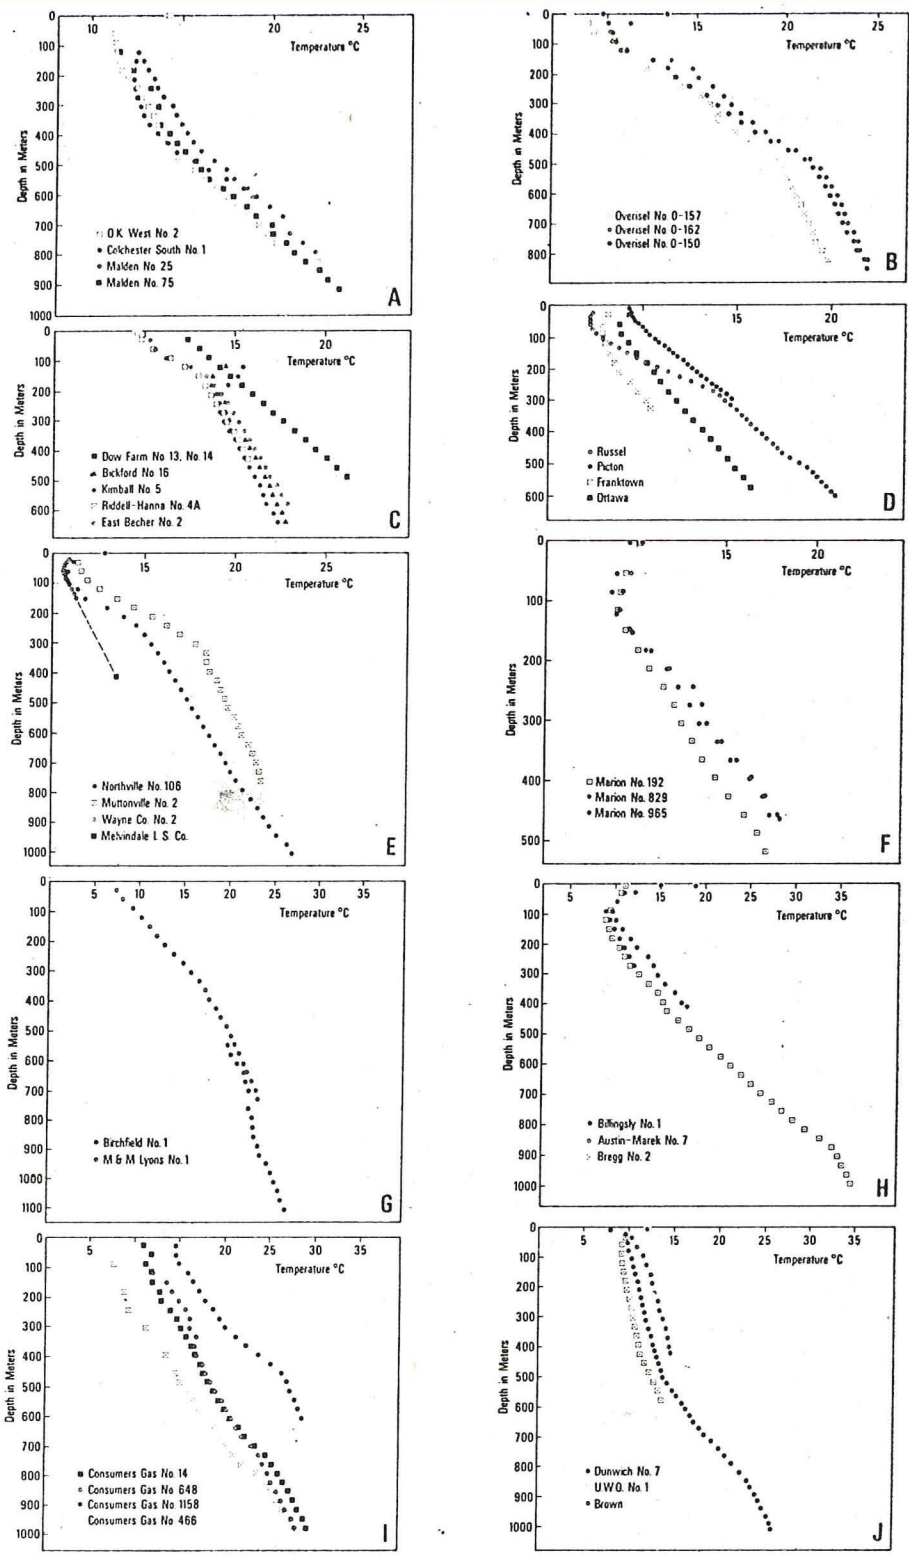 0 10 15 20 25
Temperature °C
100
200
300
400
500
600
700
800
900
1000
Depth in Meters
O.K. West No. 2
Colchester South No. 1
Malden No. 25
Malden No. 75
A
0 10 15 20 25
Temperature °C
100
200
300
400
500
600
700
800
Depth in Meters
Overisel No. 0-157
Overisel No. 0-162
Overisel No. 0-150
B
0 10 15 20 25
Temperature °C
100
200
300
400
500
600
Depth in Meters
Dow Farm No 13, No. 14
Bickford No 16
Kimball No 5
Riddell-Hanna No. 4A
East Becher No. 2
C
0 10 15 20
Temperature °C
100
200
300
400
500
600
Depth in Meters
Russel
Picton
Franktown
Ottawa
D
0 15 20 25
Temperature °C
100
200
300
400
500
600
700
800
900
1000
Depth in Meters
Northville No. 106
Muttonville No. 2
Wayne Co. No. 2
Melvindale L S. Co.
E
0 15 20
Temperature °C
100
200
300
400
500
Depth in Meters
Marion No. 192
Marion No. 829
Marion No. 965
F
0 5 10 15 20 25 30 35
Temperature °C
100
200
300
400
500
600
700
800
900
1000
1100
Depth in Meters
Birchfield No. 1
M & M Lyons No. 1
G
0 5 10 15 20 25 30 35
Temperature °C
100
200
300
400
500
600
700
800
900
1000
Depth in Meters
Billingsly No. 1
Austin-Marek No. 7
Bregg No. 2
H
0 5 10 15 20 25 30 35
Temperature °C
100
200
300
400
500
600
700
800
900
1000
Depth in Meters
Consumers Gas No. 14
Consumers Gas No 648
Consumers Gas No. 1158
Consumers Gas No 466
I
0 5 10 15 20 25 30 35
Temperature °C
100
200
300
400
500
600
700
800
900
1000
Depth in Meters
Dunwich No. 7
U.W.O. No. 1
Brown
J